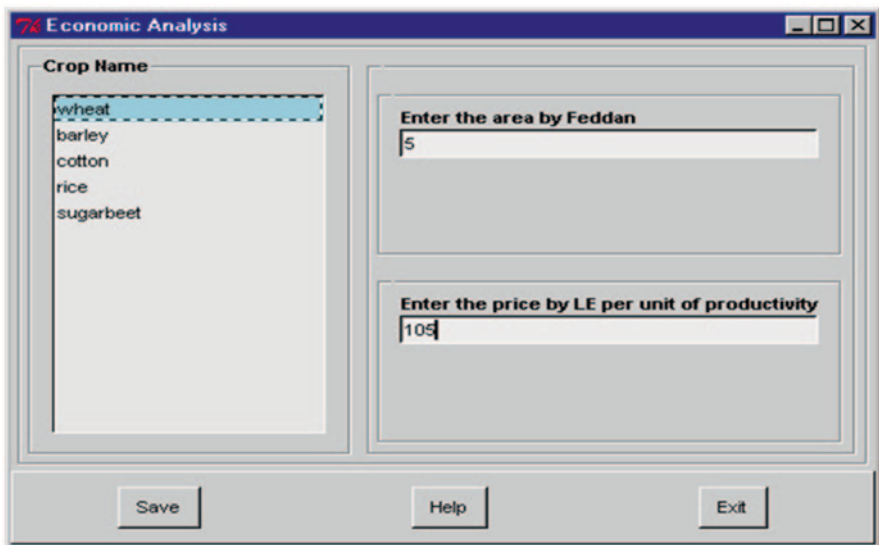 Economic Analysis
Crop Name
wheat
barley
cotton
rice
sugarbeet
Enter the area by Feddan
5
Enter the price by LE per unit of productivity
105
Save
Help
Exit